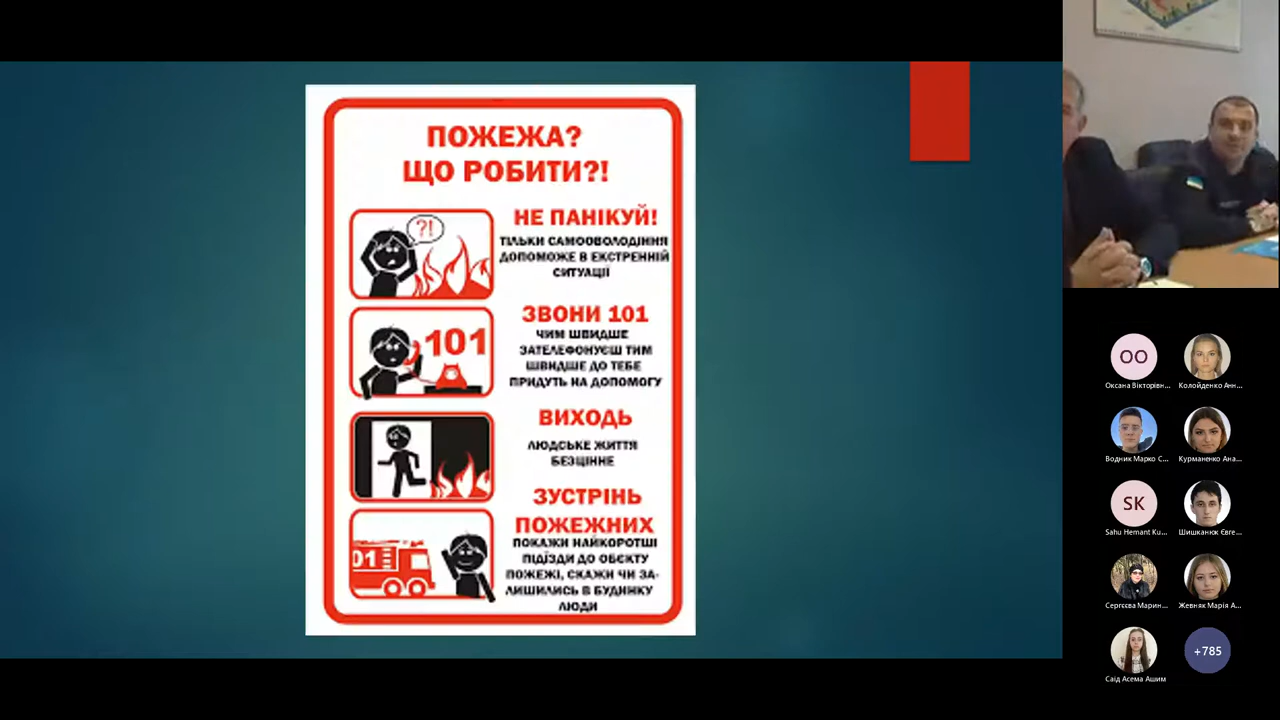 ПОЖЕЖА?
ЩО РОБИТИ?!
?!
НЕ ПАНІКУЙ!
ТІЛЬКИ САМООВОЛОДІННЯ
ДОПОМОЖЕ В ЕКСТРЕННІЙ
СИТУАЦІЇ
101
ЗВОНИ 101
ЧИМ ШВИДШЕ
ЗАТЕЛЕФОНУЄШ ТИМ
ШВИДШЕ ДО ТЕБЕ
ПРИДУТЬ НА ДОПОМОГУ
ВИХОДЬ
ЛЮДСЬКЕ ЖИТТЯ
БЕЗЦІННЕ
01
ЗУСТРІНЬ
ПОЖЕЖНИХ
ПОКАЖИ НАЙКОРОТШІ
ПІДЇЗДИ ДО ОБЄКТУ
ПОЖЕЖІ, СКАЖИ ЧИ ЗА-
ЛИШИЛИСЬ В БУДИНКУ
ЛЮДИ
OO
Оксана Вікторівн...
Колойденко Анн...
Водник Марко С...
Курманенко Ана...
SK
Sahu Hemant Ku...
Шишканюк Євге...
Сергєєва Марин...
Жевняк Марія А...
Саід Асема Ашим
+785